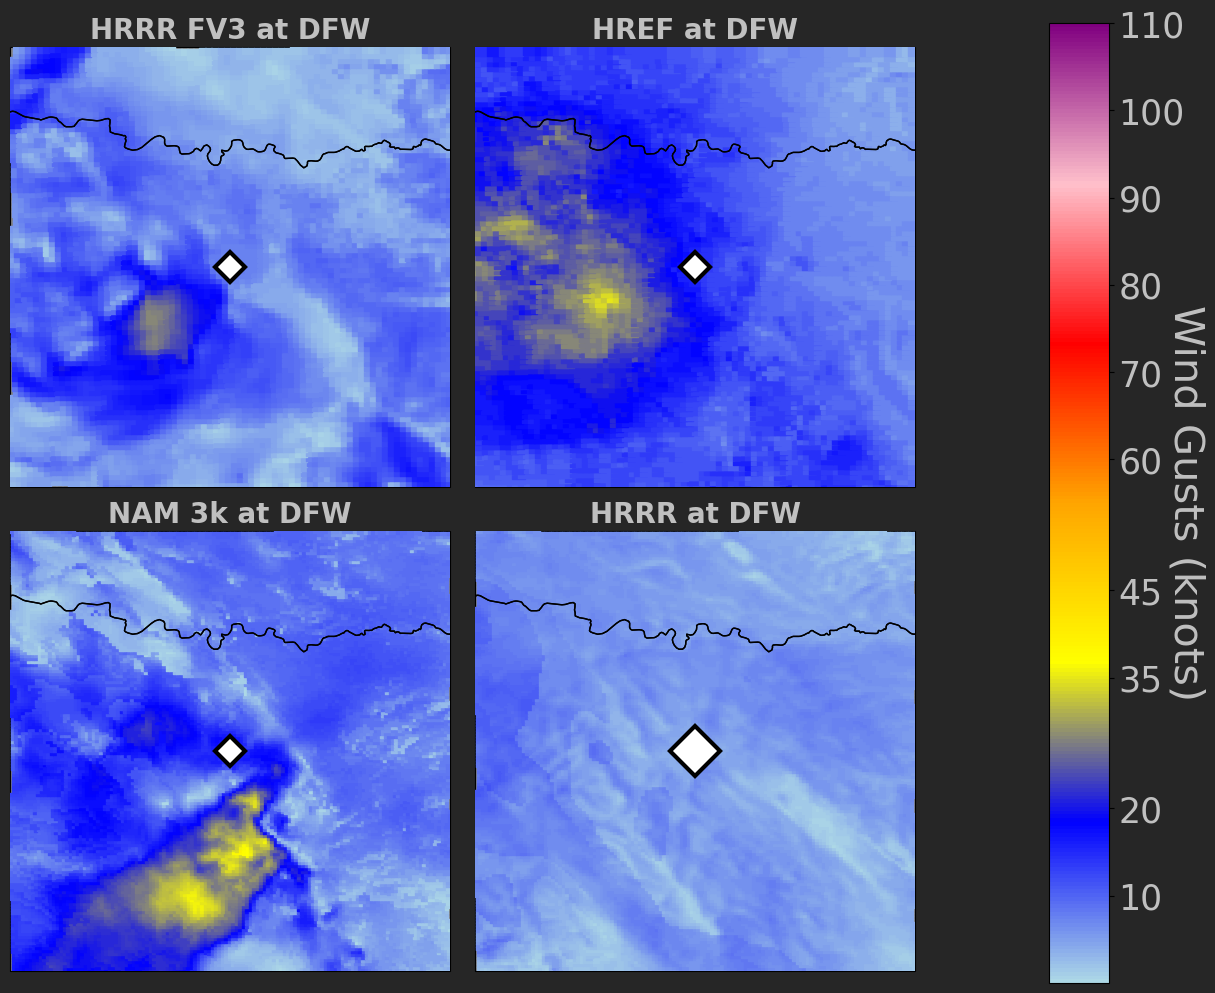 HRRR FV3 at DFW
HREF at DFW
NAM 3k at DFW
HRRR at DFW
110
100
90
80
70
60
45
35
20
10
Wind Gusts (knots)